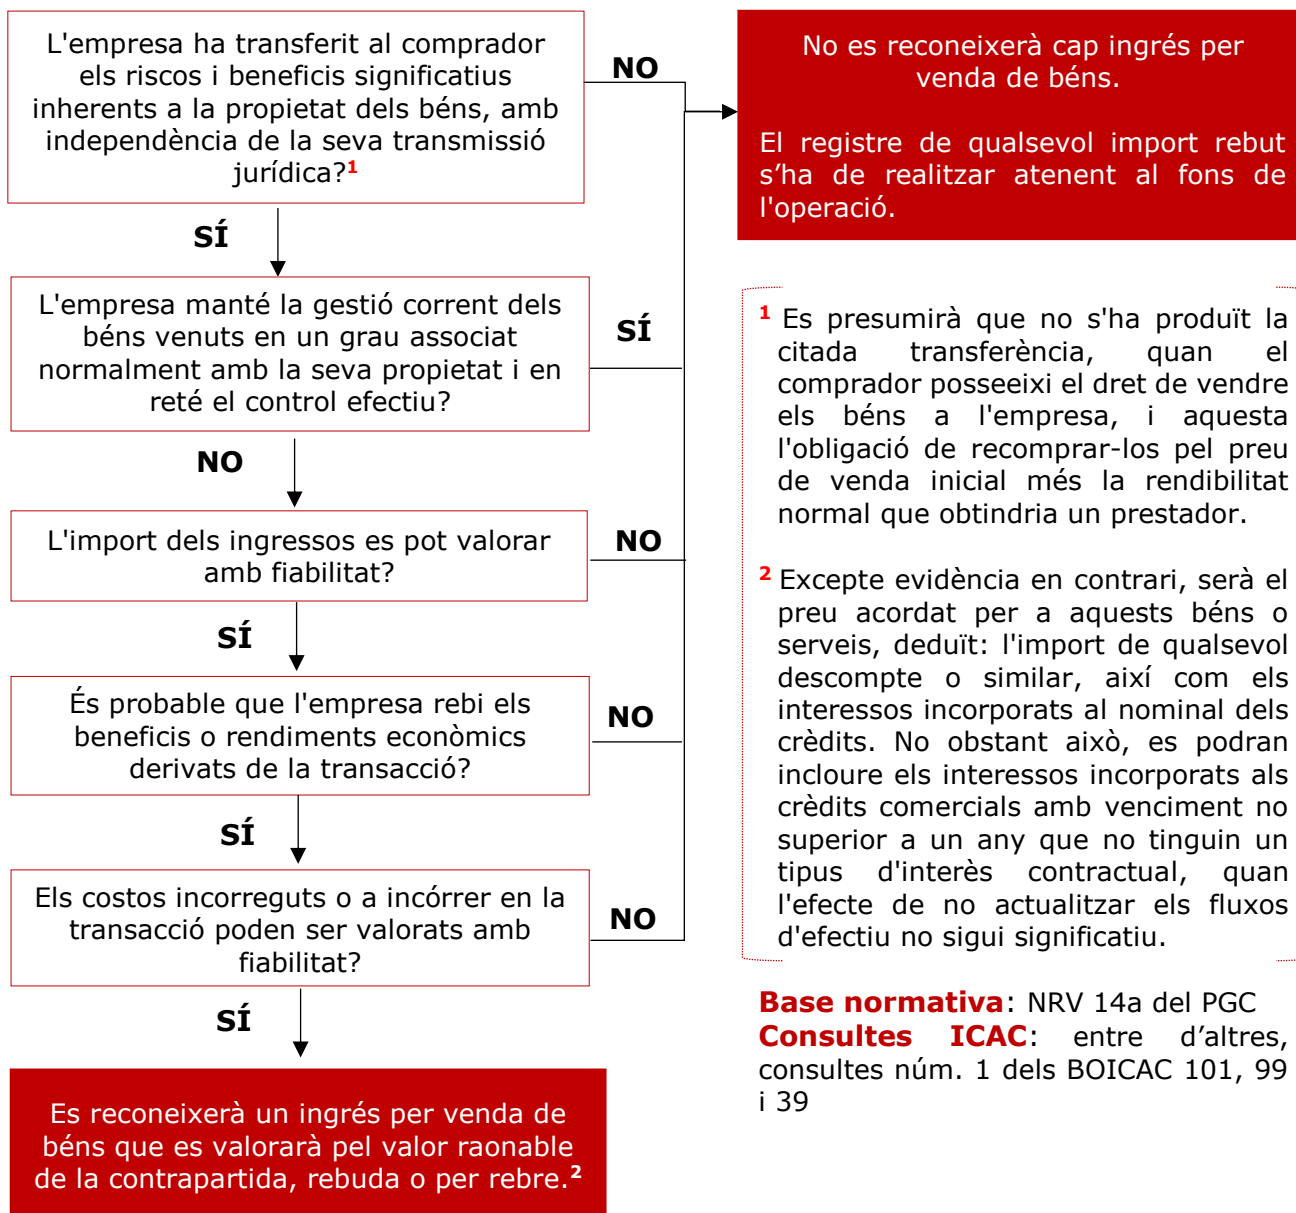 L'empresa ha transferit al comprador
els riscos i beneficis significatius
inherents a la propietat dels béns, amb
independència de la seva transmissió
jurídica?1
NO
No es reconeixerà cap ingrés per
venda de béns.
El registre de qualsevol import rebut
s’ha de realitzar atenent al fons de
l'operació.
SÍ
L'empresa manté la gestió corrent dels
béns venuts en un grau associat
normalment amb la seva propietat i en
reté el control efectiu?
SÍ
NO
L'import dels ingressos es pot valorar
amb fiabilitat?
NO
SÍ
És probable que l'empresa rebi els
beneficis o rendiments econòmics
derivats de la transacció?
NO
SÍ
Els costos incorreguts o a incórrer en la
transacció poden ser valorats amb
fiabilitat?
NO
SÍ
Es reconeixerà un ingrés per venda de
béns que es valorarà pel valor raonable
de la contrapartida, rebuda o per rebre.2
1 Es presumirà que no s'ha produït la
citada transferència, quan el
comprador posseeixi el dret de vendre
els béns a l'empresa, i aquesta
l'obligació de recomprar-los pel preu
de venda inicial més la rendibilitat
normal que obtindria un prestador.
2 Excepte evidència en contrari, serà el
preu acordat per a aquests béns o
serveis, deduït: l'import de qualsevol
descompte o similar, així com els
interessos incorporats al nominal dels
crèdits. No obstant això, es podran
incloure els interessos incorporats als
crèdits comercials amb venciment no
superior a un any que no tinguin un
tipus d'interès contractual, quan
l'efecte de no actualitzar els fluxos
d'efectiu no sigui significatiu.
Base normativa: NRV 14a del PGC
Consultes ICAC: entre d’altres,
consultes núm. 1 dels BOICAC 101, 99
i 39